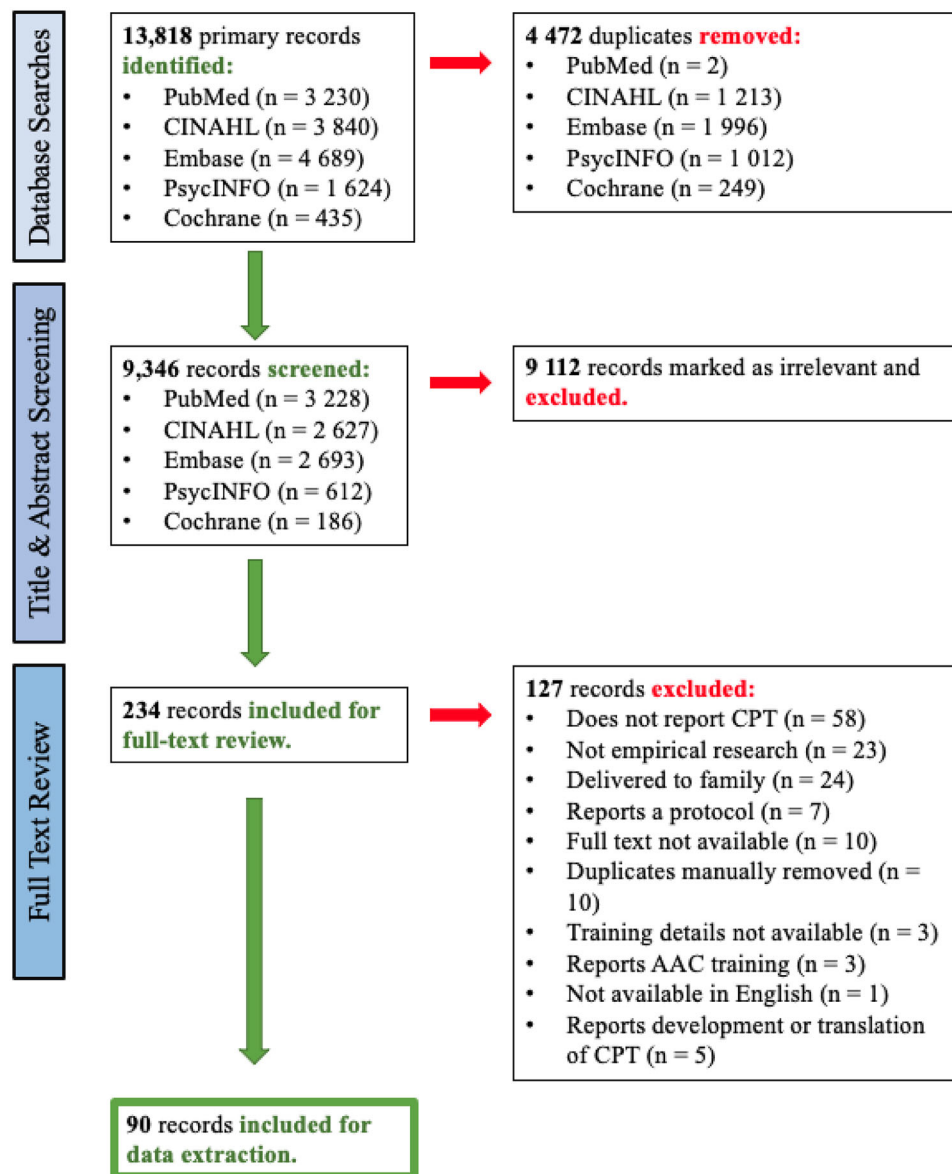 Database Searches
13,818 primary records
identified:
• PubMed (n = 3 230)
• CINAHL (n = 3 840)
• Embase (n = 4 689)
• PsycINFO (n = 1 624)
• Cochrane (n = 435)
4 472 duplicates removed:
• PubMed (n = 2)
• CINAHL (n = 1 213)
• Embase (n = 1 996)
• PsycINFO (n = 1 012)
• Cochrane (n = 249)
Title & Abstract Screening
9,346 records screened:
• PubMed (n = 3 228)
• CINAHL (n = 2 627)
• Embase (n = 2 693)
• PsycINFO (n = 612)
• Cochrane (n = 186)
9 112 records marked as irrelevant and
excluded.
Full Text Review
234 records included for
full-text review.
127 records excluded:
• Does not report CPT (n = 58)
• Not empirical research (n = 23)
• Delivered to family (n = 24)
• Reports a protocol (n = 7)
• Full text not available (n = 10)
• Duplicates manually removed (n =
10)
• Training details not available (n = 3)
• Reports AAC training (n = 3)
• Not available in English (n = 1)
• Reports development or translation
of CPT (n = 5)
90 records included for
data extraction.